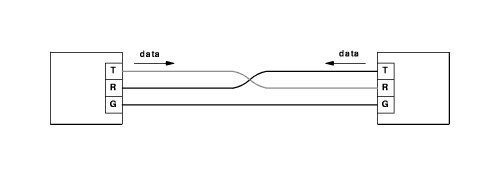 data data
T T
R R
G G